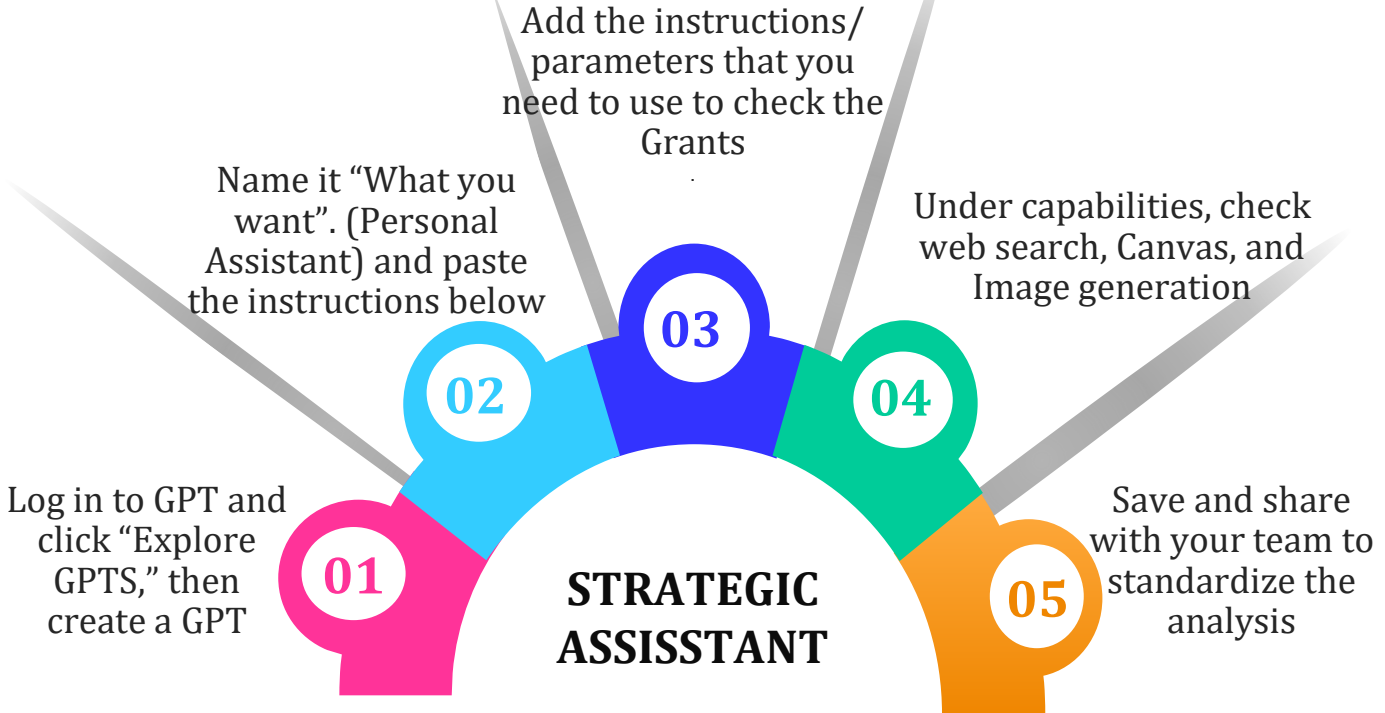 01
Log in to GPT and
click “Explore
GPTS,” then
create a GPT
02
Name it “What you
want”. (Personal
Assistant) and paste
the instructions below
03
Add the instructions/
parameters that you
need to use to check the
Grants
.
04
Under capabilities, check
web search, Canvas, and
Image generation
05
Save and share
with your team to
standardize the
analysis
STRATEGIC
ASSISSTANT